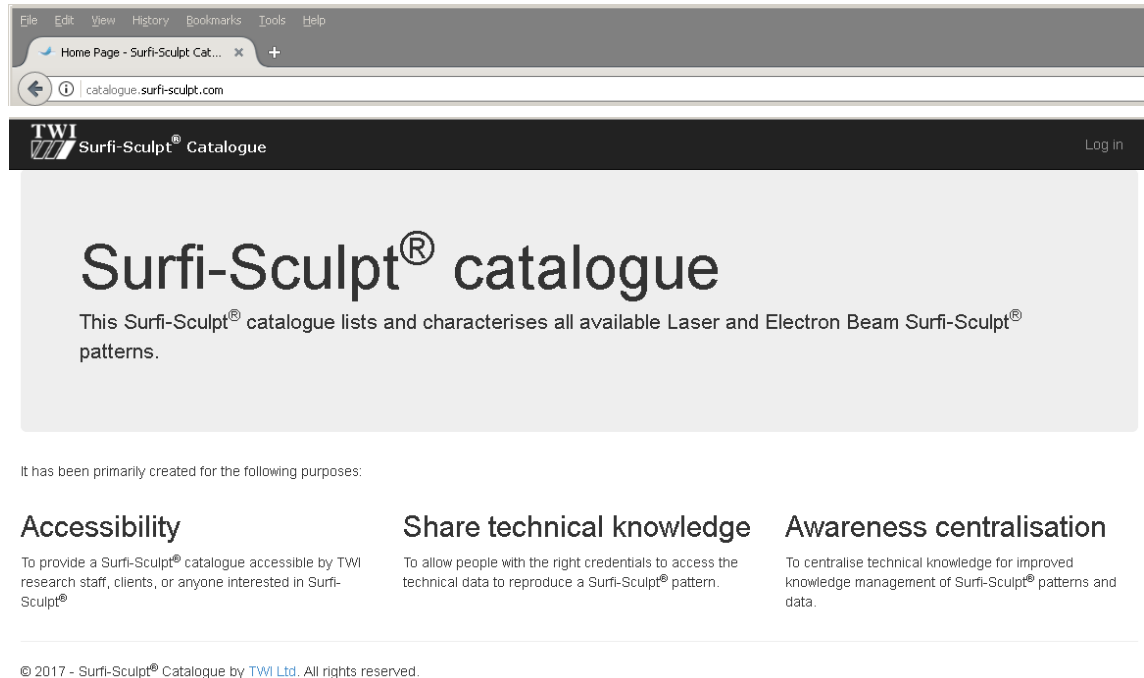 File Edit View History Bookmarks Tools Help
Home Page - Surfi-Sculpt Cat...
catalogue.surfi-sculpt.com
TWI
Surfi-Sculpt® Catalogue
Log in
Surfi-Sculpt® catalogue
This Surfi-Sculpt® catalogue lists and characterises all available Laser and Electron Beam Surfi-Sculpt®
patterns.
It has been primarily created for the following purposes:
Accessibility
To provide a Surfi-Sculpt® catalogue accessible by TWI
research staff, clients, or anyone interested in Surfi-
Sculpt®
Share technical knowledge
To allow people with the right credentials to access the
technical data to reproduce a Surfi-Sculpt® pattern.
Awareness centralisation
To centralise technical knowledge for improved
knowledge management of Surfi-Sculpt® patterns and
data.
© 2017 - Surfi-Sculpt® Catalogue by TWI Ltd. All rights reserved.